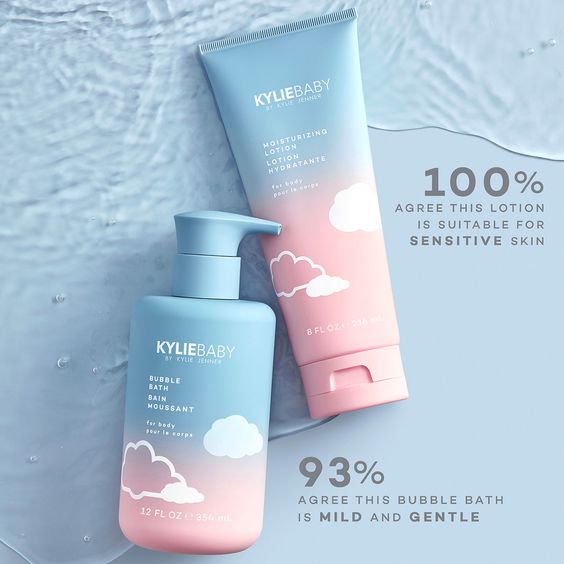 KYLIEBABY
BY KYLIE JENNER
MOISTURIZING
LOTION
LOTION
HYDRATANTE
for body
pour le corps
8 FL OZ e 236 mL
100%
AGREE THIS LOTION
IS SUITABLE FOR
SENSITIVE SKIN
KYLIEBABY
BY KYLIE JENNER
BUBBLE
BATH
BAIN
MOUSSANT
for body
pour le corps
12 FL OZ e 354 mL
93%
AGREE THIS BUBBLE BATH
IS MILD AND GENTLE